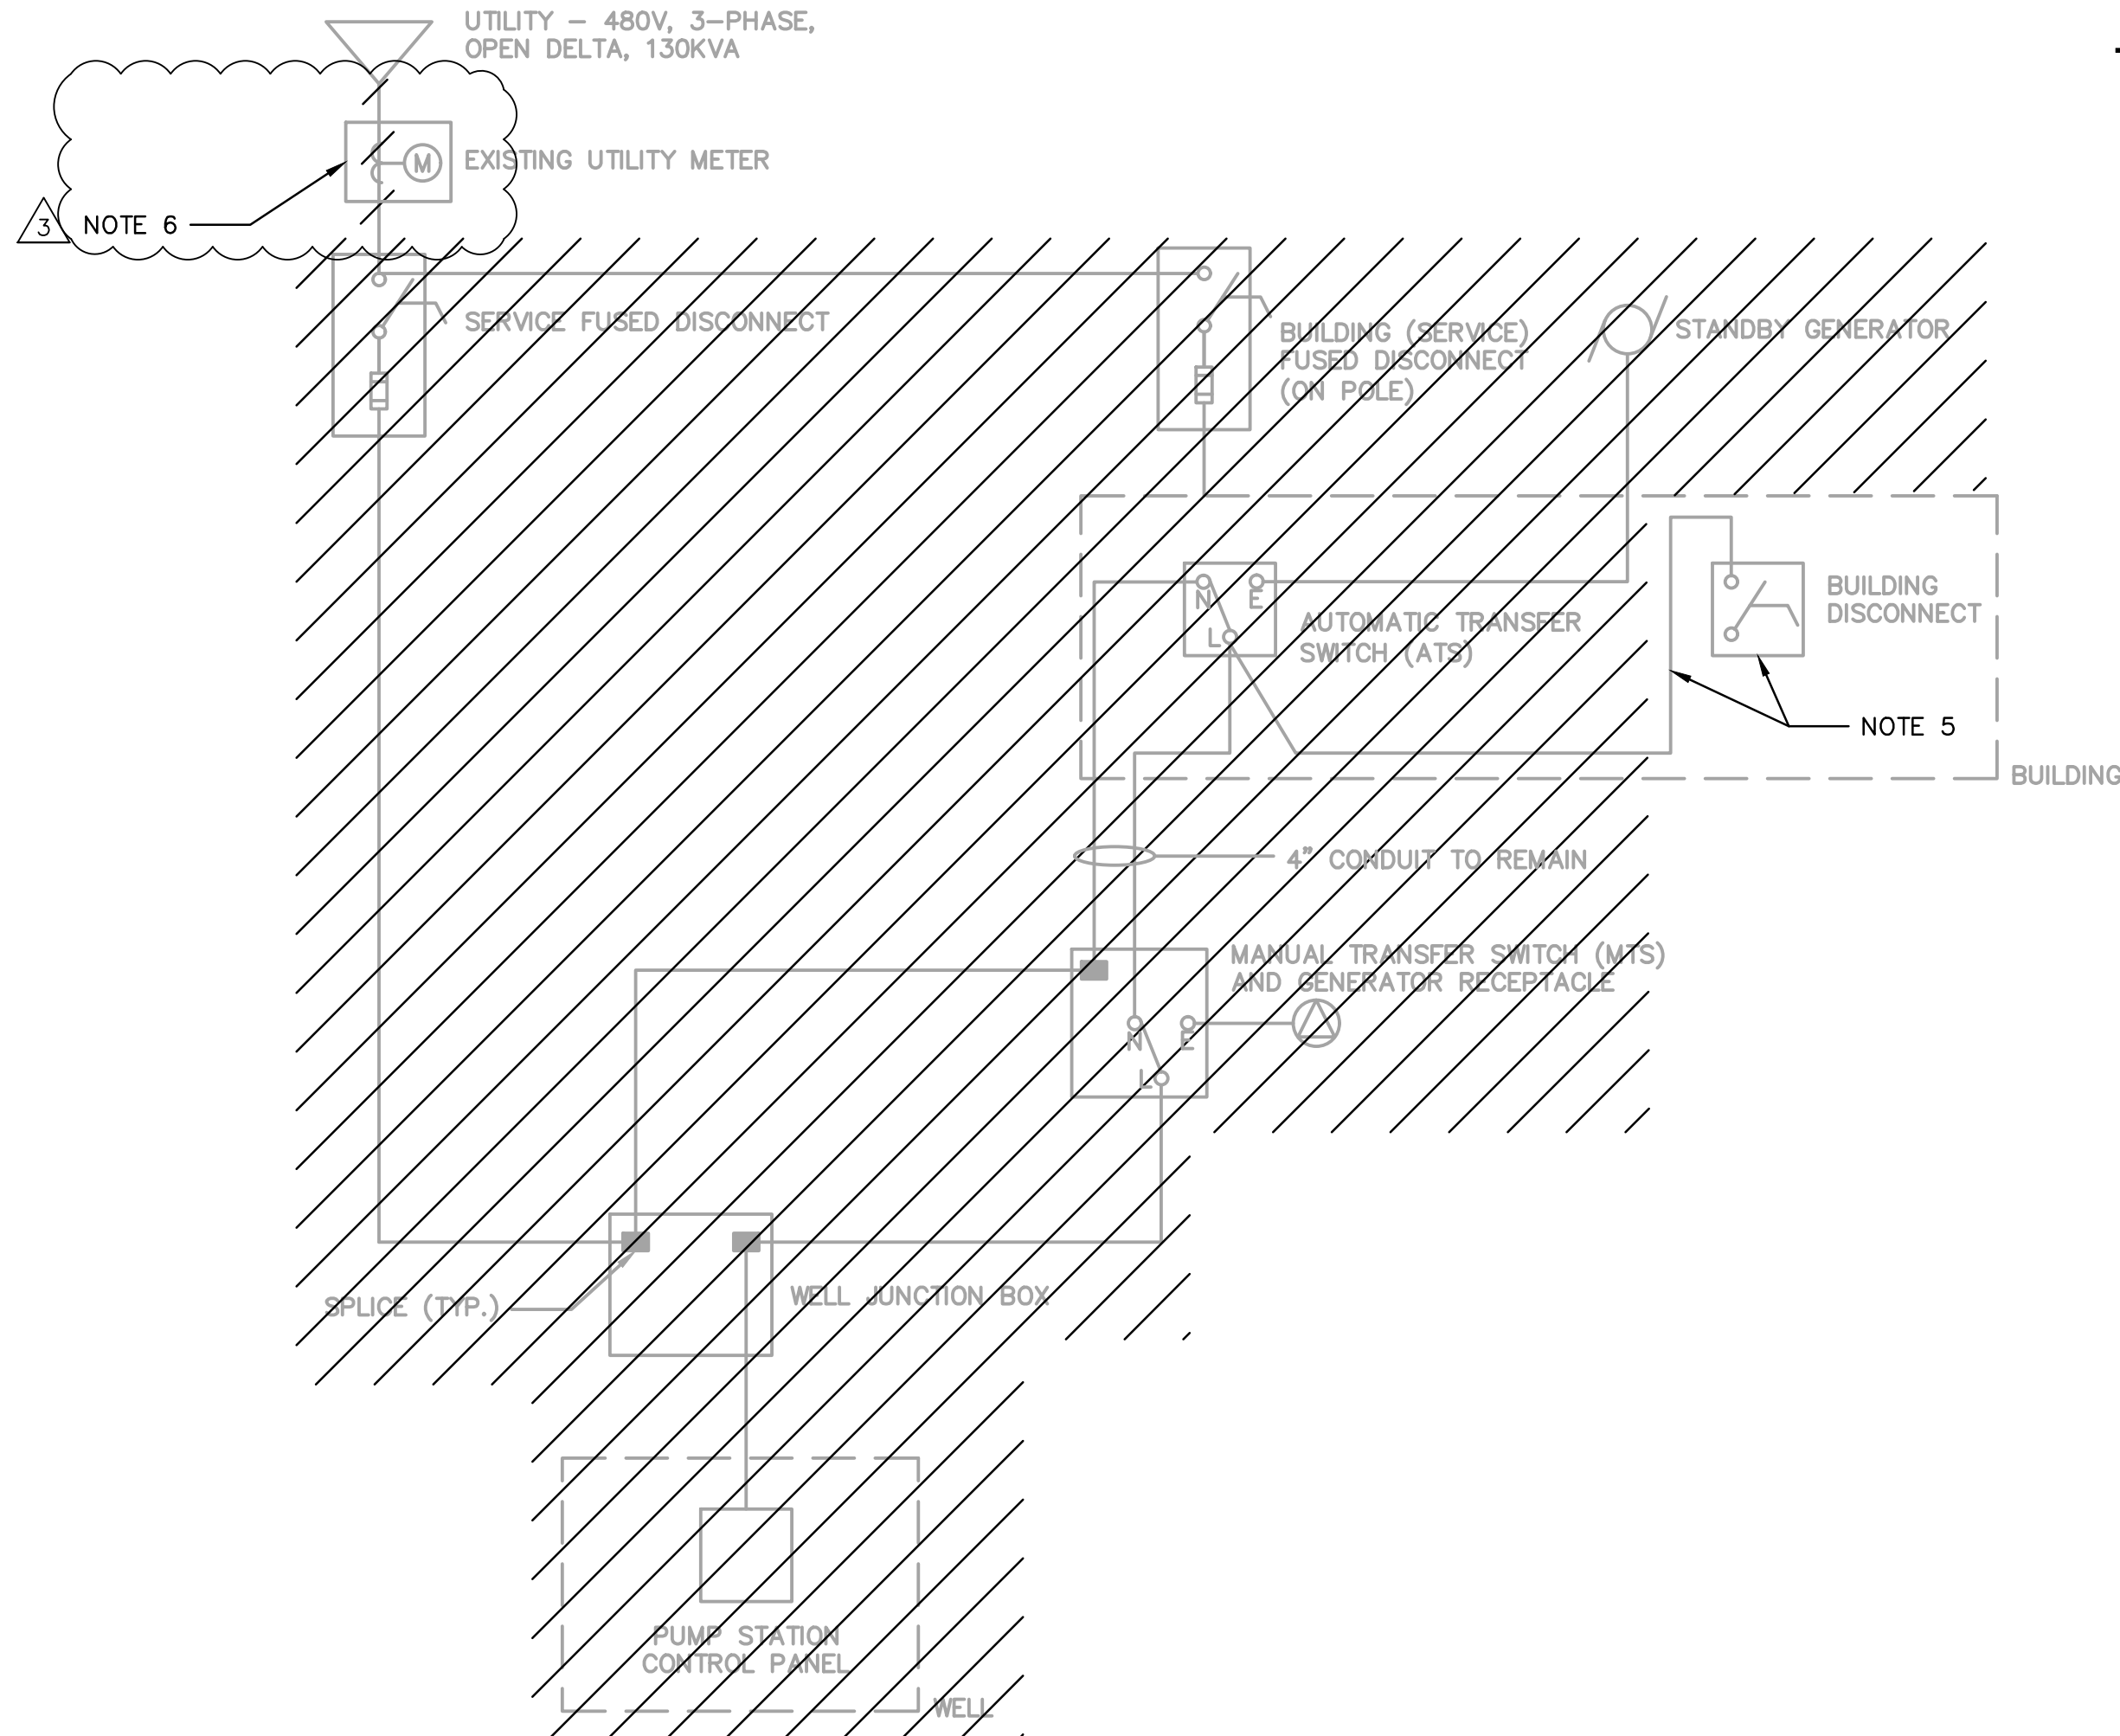 UTILITY - 480V, 3-PHASE,
OPEN DELTA, 130KVA
M
EXISTING UTILITY METER
3
NOTE 6
SERVICE FUSED DISCONNECT
BUILDING (SERVICE)
FUSED DISCONNECT
(ON POLE)
STANDBY GENERATOR
N E
L
AUTOMATIC TRANSFER
SWITCH (ATS)
BUILDING
DISCONNECT
NOTE 5
BUILDING
4" CONDUIT TO REMAIN
MANUAL TRANSFER SWITCH (MTS)
AND GENERATOR RECEPTACLE
N E
L
SPLICE (TYP.)
WELL JUNCTION BOX
PUMP STATION
CONTROL PANEL
WELL